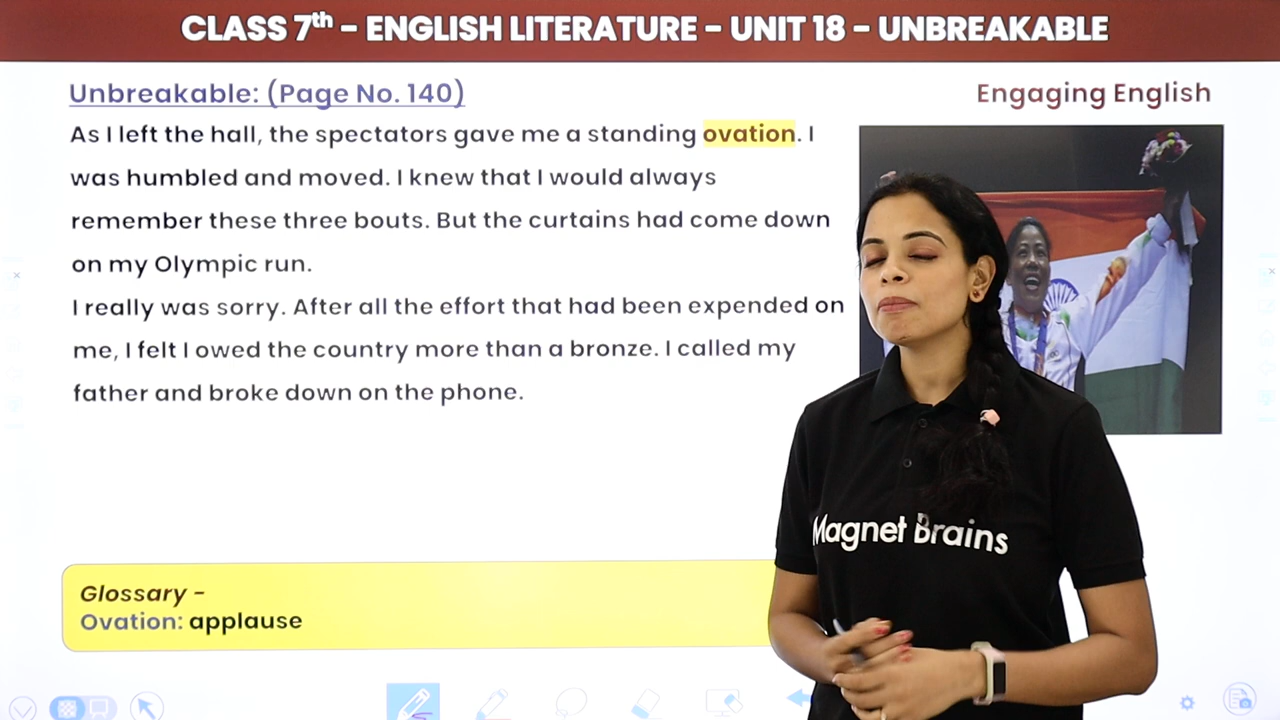 CLASS 7th - ENGLISH LITERATURE - UNIT 18 - UNBREAKABLE
Unbreakable: (Page No. 140)
Engaging English
As I left the hall, the spectators gave me a standing ovation. I
was humbled and moved. I knew that I would always
remember these three bouts. But the curtains had come down
on my Olympic run.
I really was sorry. After all the effort that had been expended on
me, I felt I owed the country more than a bronze. I called my
father and broke down on the phone.
Magnet Brains
Glossary -
Ovation: applause